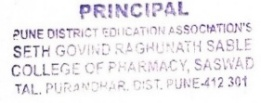 PRINCIPAL
PUNE DISTRICT EDUCATION ASSOCIATION'S
SETH GOVIND RAGHUNATH SABLE
COLLEGE OF PHARMACY, SASWAD
TAL. PURANDHAR, DIST. PUNE-412 301